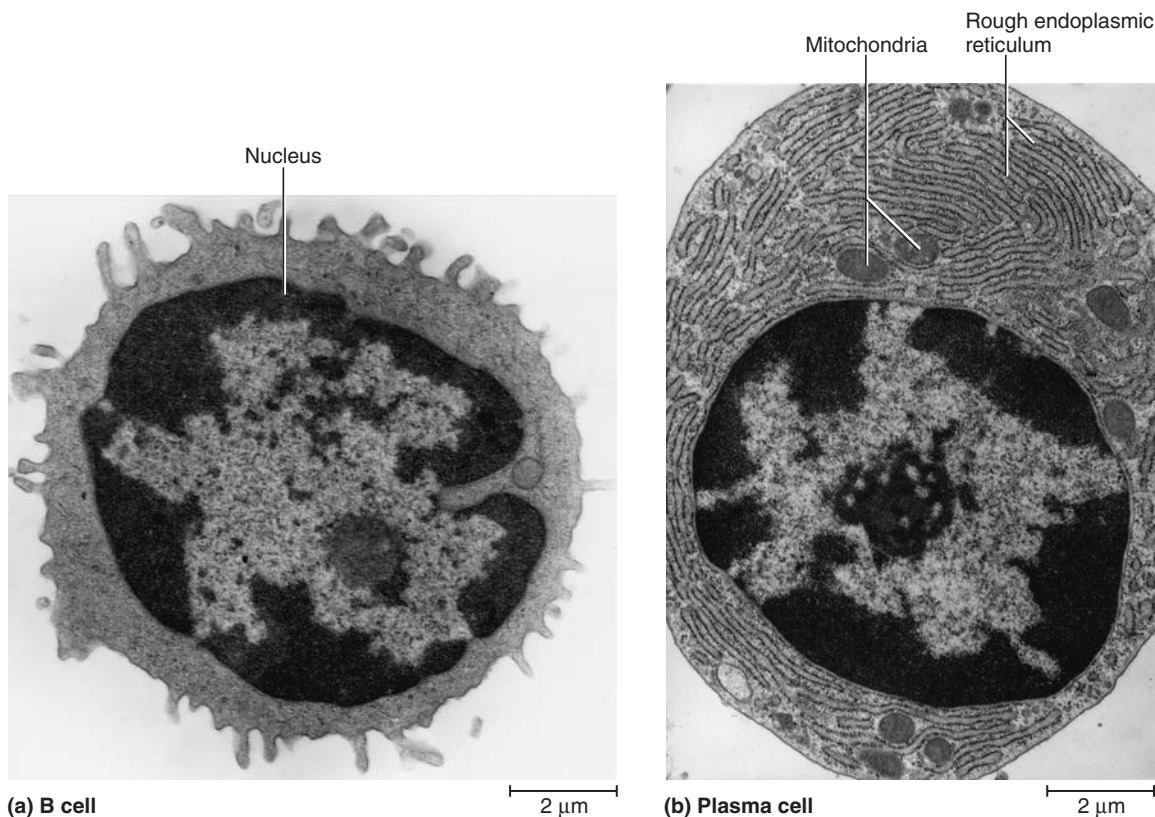 Rough endoplasmic
reticulum
Mitochondria
Nucleus
(a) B cell
2 μm
(b) Plasma cell
2 μm